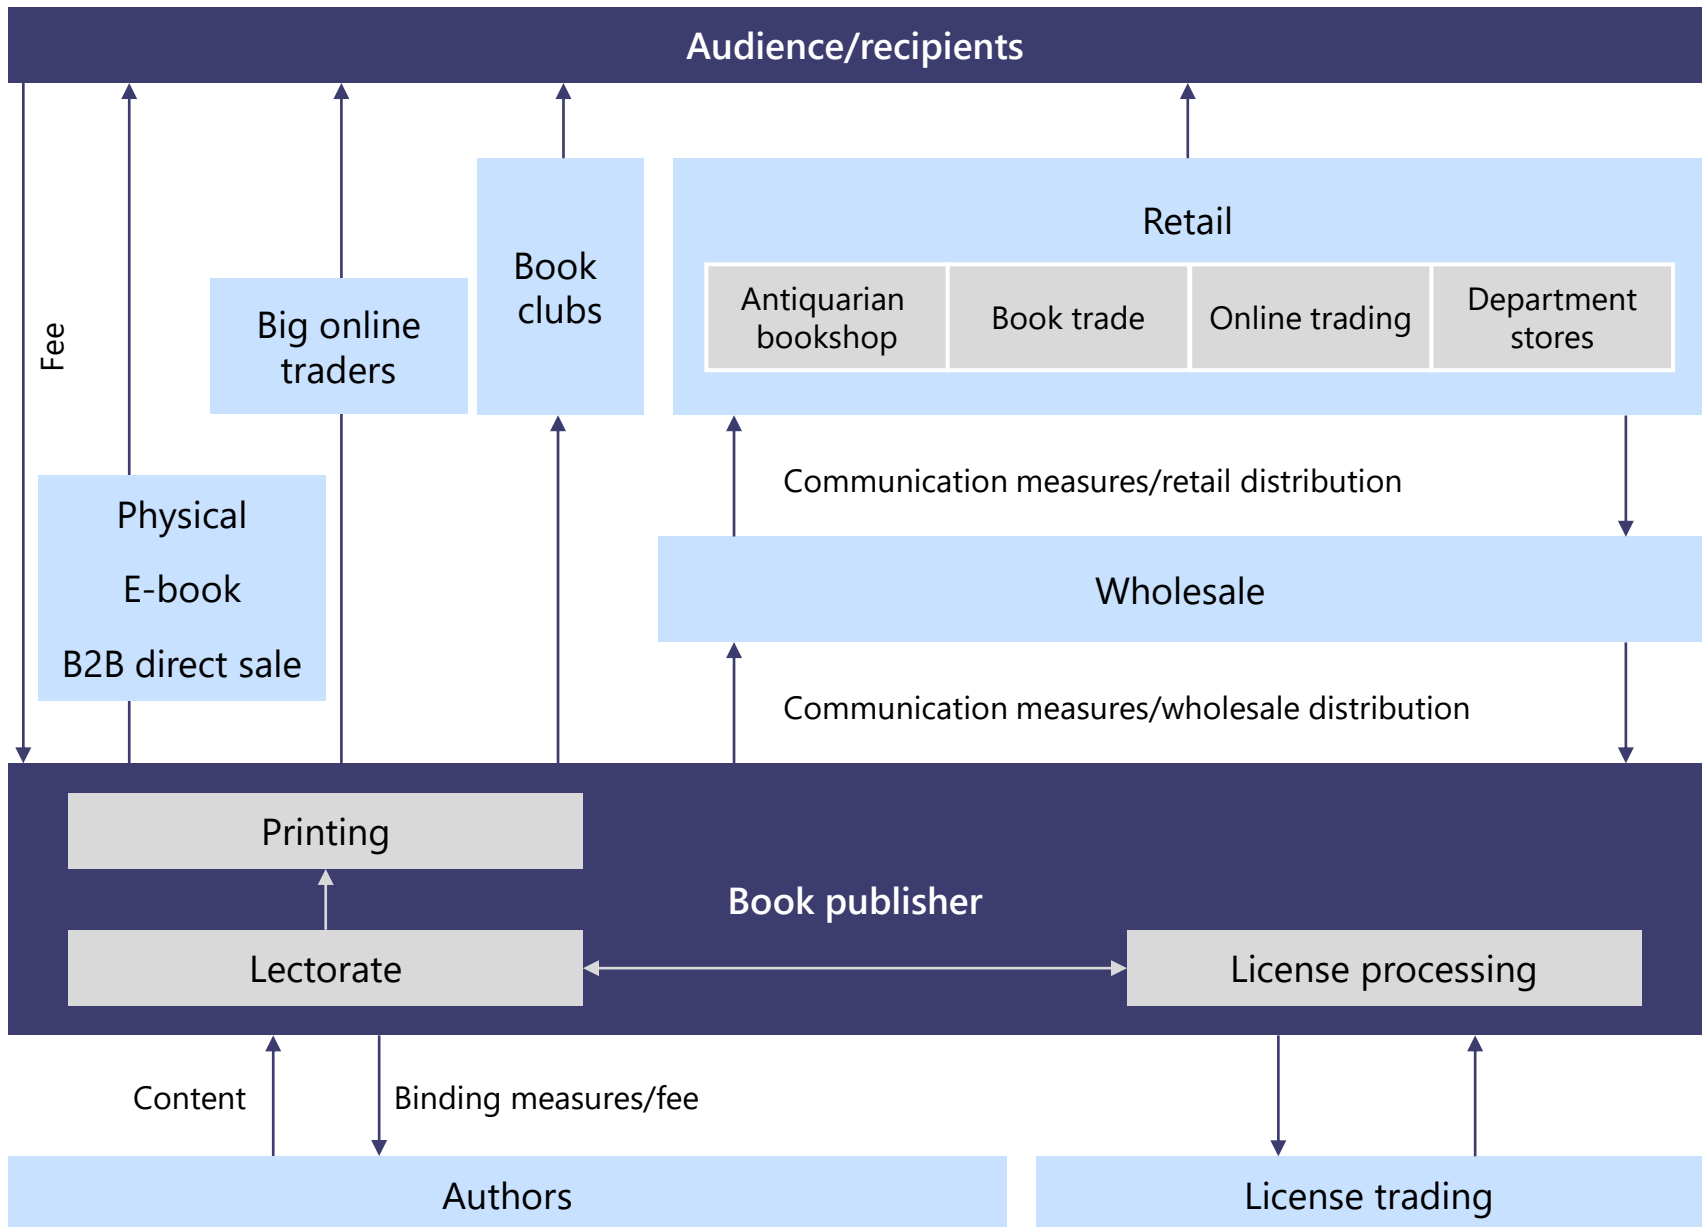 Audience/recipients
Fee
Physical
E-book
B2B direct sale
Big online
traders
Book
clubs
Retail
Antiquarian
bookshop
Book trade
Online trading
Department
stores
Communication measures/retail distribution
Wholesale
Communication measures/wholesale distribution
Printing
Book publisher
Lectorate
License processing
Content
Binding measures/fee
Authors
License trading